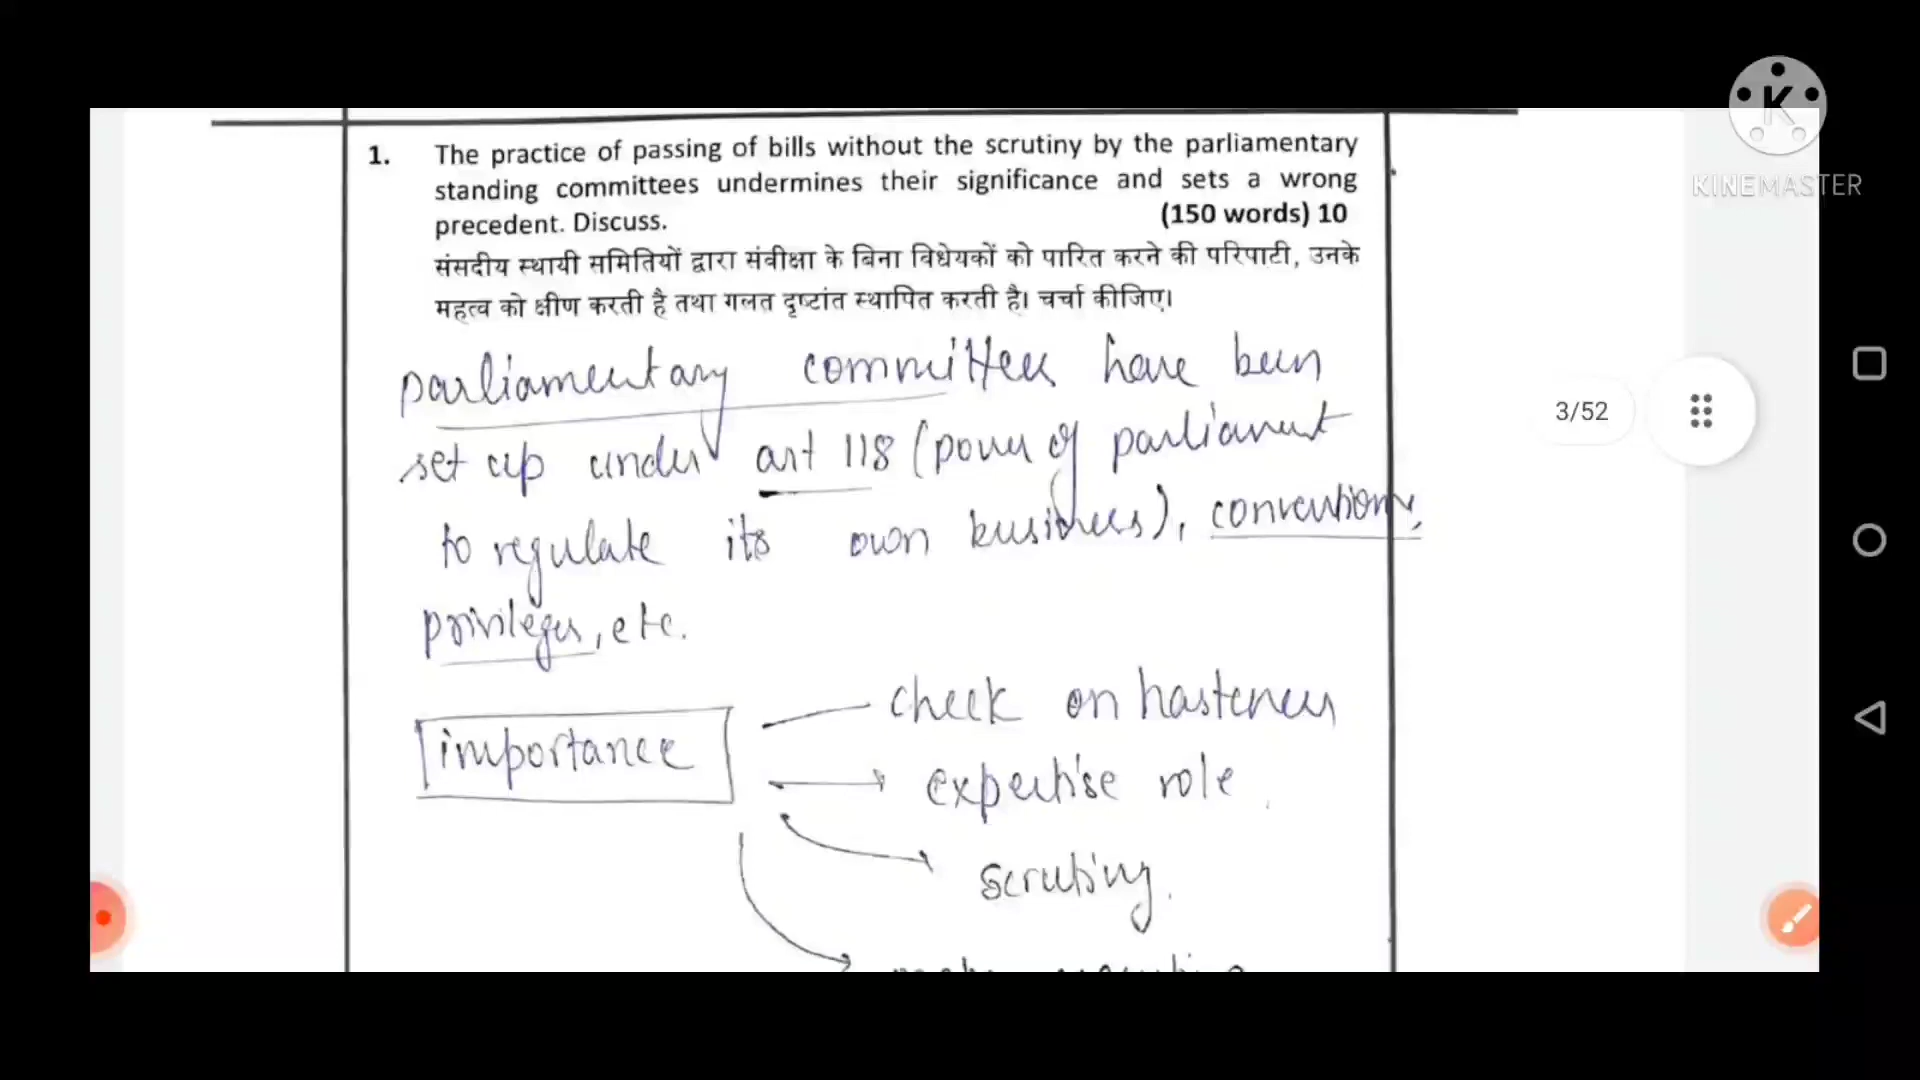 1. The practice of passing of bills without the scrutiny by the parliamentary
standing committees undermines their significance and sets a wrong
precedent. Discuss. (150 words) 10
संसदीय स्थायी समितियों द्वारा संवीक्षा के बिना विधेयकों को पारित करने की परिपाटी, उनके
महत्व को क्षीण करती है तथा गलत दृष्टांत स्थापित करती है। चर्चा कीजिए।
parliamentary committees have been
set up under art 118 (power of parliament
to regulate its own business), conventions,
privileges, etc.
importance
check on hasteness
expertise role
scrutiny.
3/52
K
KINEMASTER